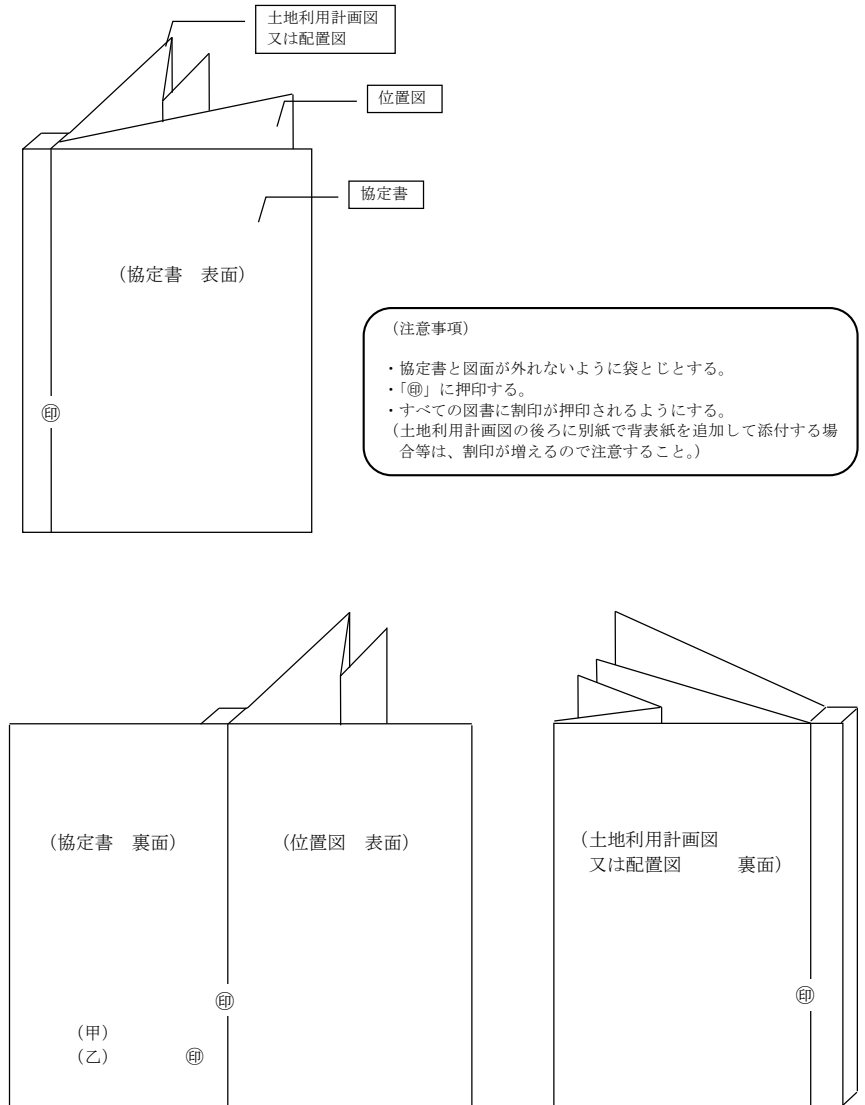 土地利用計画図
又は配置図
位置図
協定書
（協定書　表面）
㊞
（注意事項）
・協定書と図面が外れないように袋とじとする。
・「㊞」に押印する。
・すべての図書に割印が押印されるようにする。
（土地利用計画図の後ろに別紙で背表紙を追加して添付する場
合等は、割印が増えるので注意すること。）
（協定書　裏面）
（位置図　表面）
㊞
（甲）
（乙）　　　㊞
（土地利用計画図
又は配置図　　　裏面）
㊞